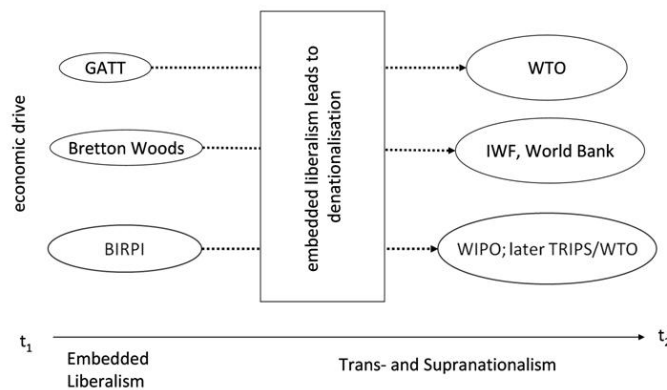 economic drive
GATT
Bretton Woods
BIRPI
embedded liberalism leads to
denationalisation
WTO
IWF, World Bank
WIPO; later TRIPS/WTO
t1
t2
Embedded
Liberalism
Trans- and Supranationalism